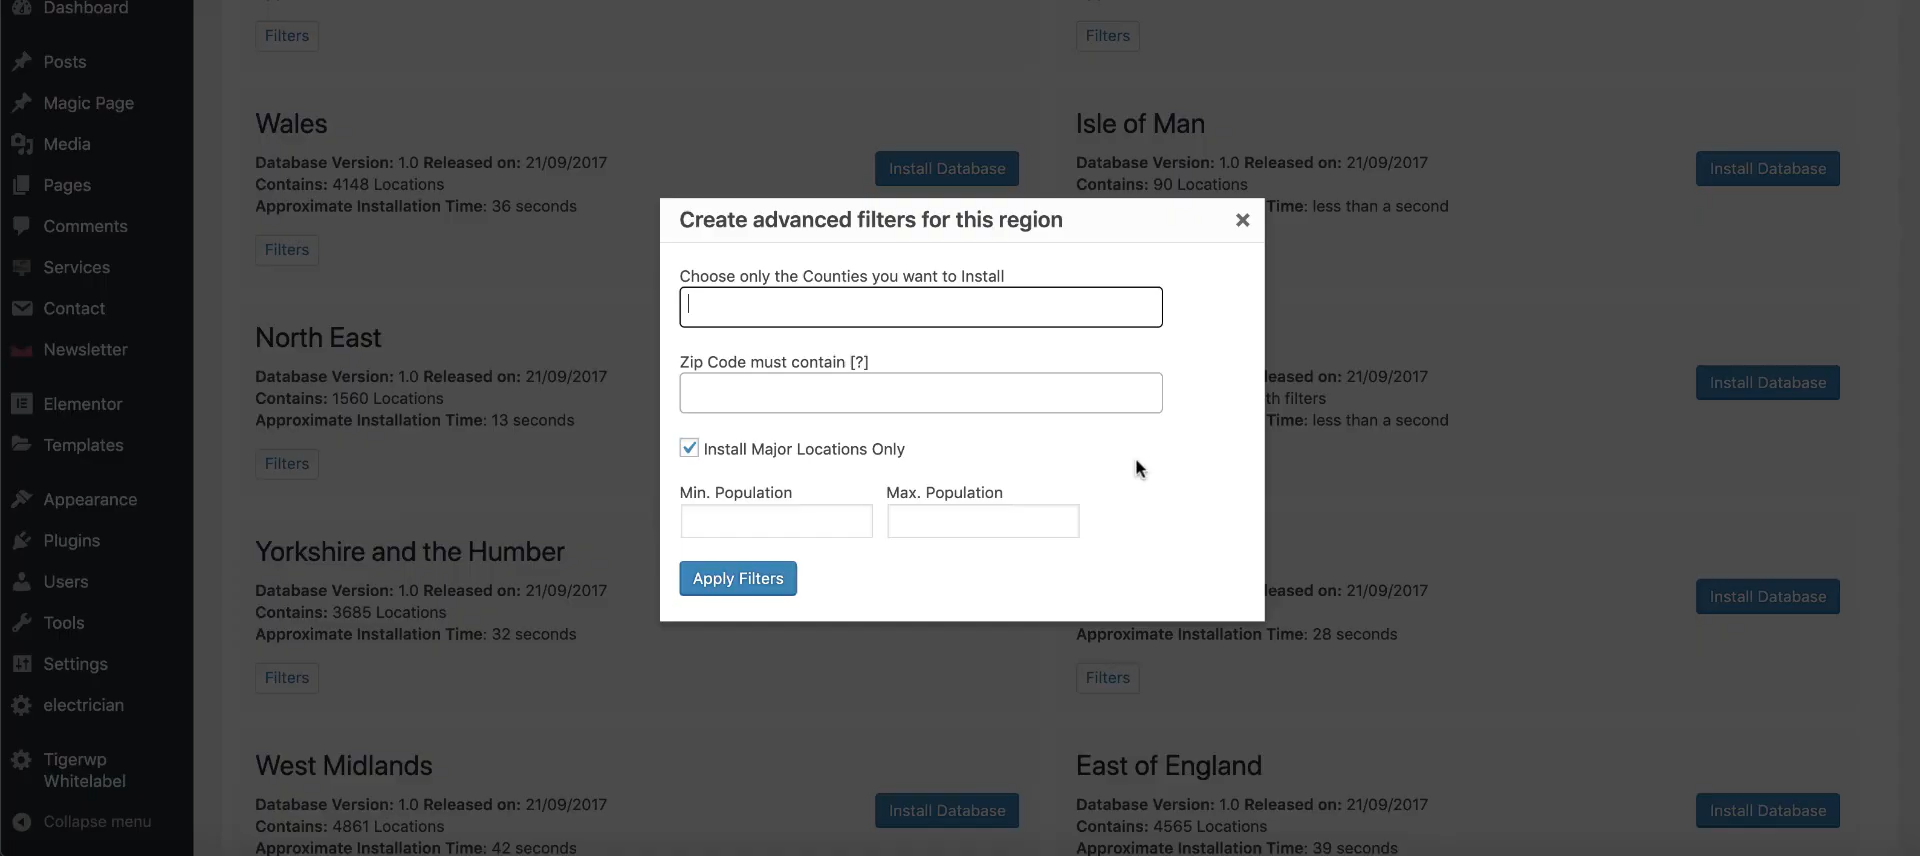 Dashboard
Posts
Magic Page
Media
Pages
Comments
Services
Contact
Newsletter
Elementor
Templates
Appearance
Plugins
Users
Tools
Settings
electrician
Tigerwp
Whitelabel
Collapse menu
Filters
Filters
Wales
Database Version: 1.0 Released on: 21/09/2017
Contains: 4148 Locations
Approximate Installation Time: 36 seconds
Install Database
Filters
Isle of Man
Database Version: 1.0 Released on: 21/09/2017
Contains: 90 Locations
Time: less than a second
Install Database
Create advanced filters for this region
Choose only the Counties you want to Install
Zip Code must contain [?]
Install Major Locations Only
Min. Population
Max. Population
Apply Filters
North East
Database Version: 1.0 Released on: 21/09/2017
Contains: 1560 Locations
Approximate Installation Time: 13 seconds
Filters
leased on: 21/09/2017
th filters
Time: less than a second
Install Database
Yorkshire and the Humber
Database Version: 1.0 Released on: 21/09/2017
Contains: 3685 Locations
Approximate Installation Time: 32 seconds
Filters
leased on: 21/09/2017
Approximate Installation Time: 28 seconds
Install Database
Filters
West Midlands
Database Version: 1.0 Released on: 21/09/2017
Contains: 4861 Locations
Approximate Installation Time: 42 seconds
Install Database
East of England
Database Version: 1.0 Released on: 21/09/2017
Contains: 4565 Locations
Approximate Installation Time: 39 seconds
Install Database